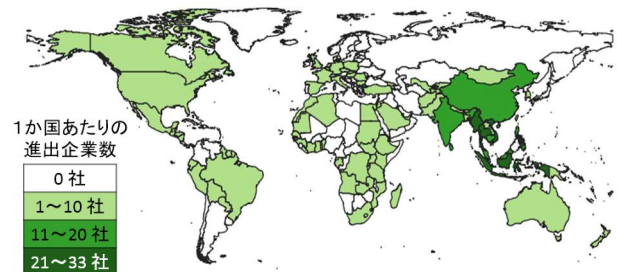 1か国あたりの
進出企業数
0 社
1～10 社
11～20 社
21～33 社